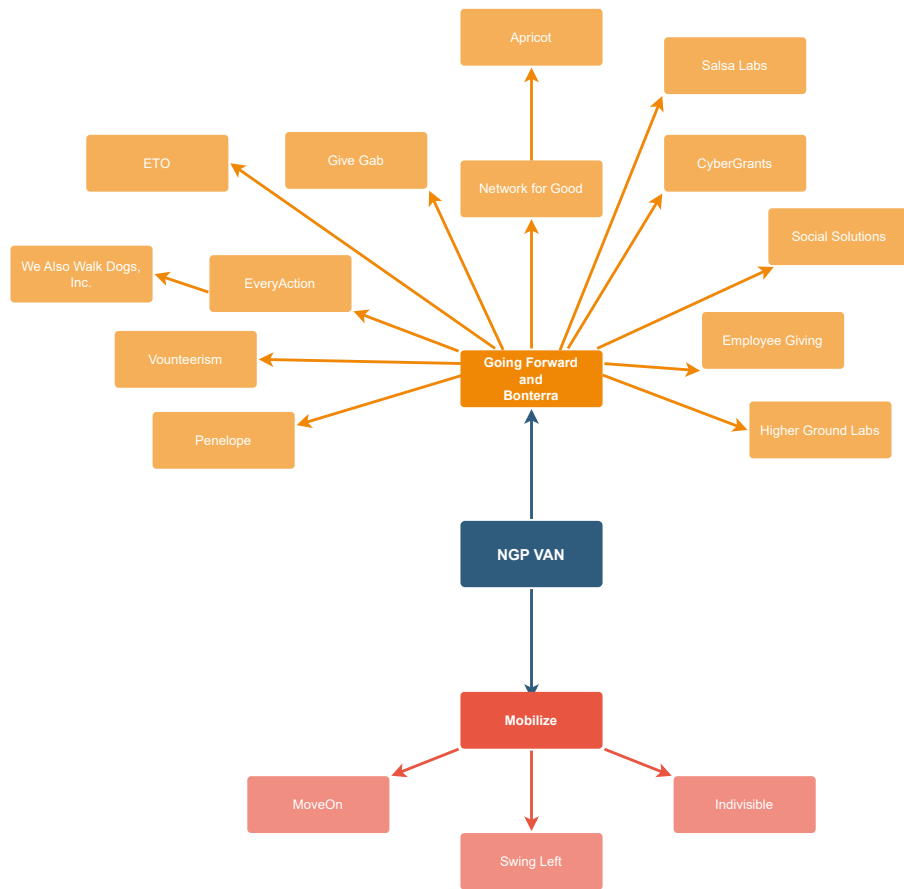 Apricot
Salsa Labs
ETO
Give Gab
Network for Good
CyberGrants
Social Solutions
We Also Walk Dogs,
Inc.
EveryAction
Vounteerism
Employee Giving
Going Forward
and
Bonterra
Penelope
Higher Ground Labs
NGP VAN
Mobilize
MoveOn
Indivisible
Swing Left